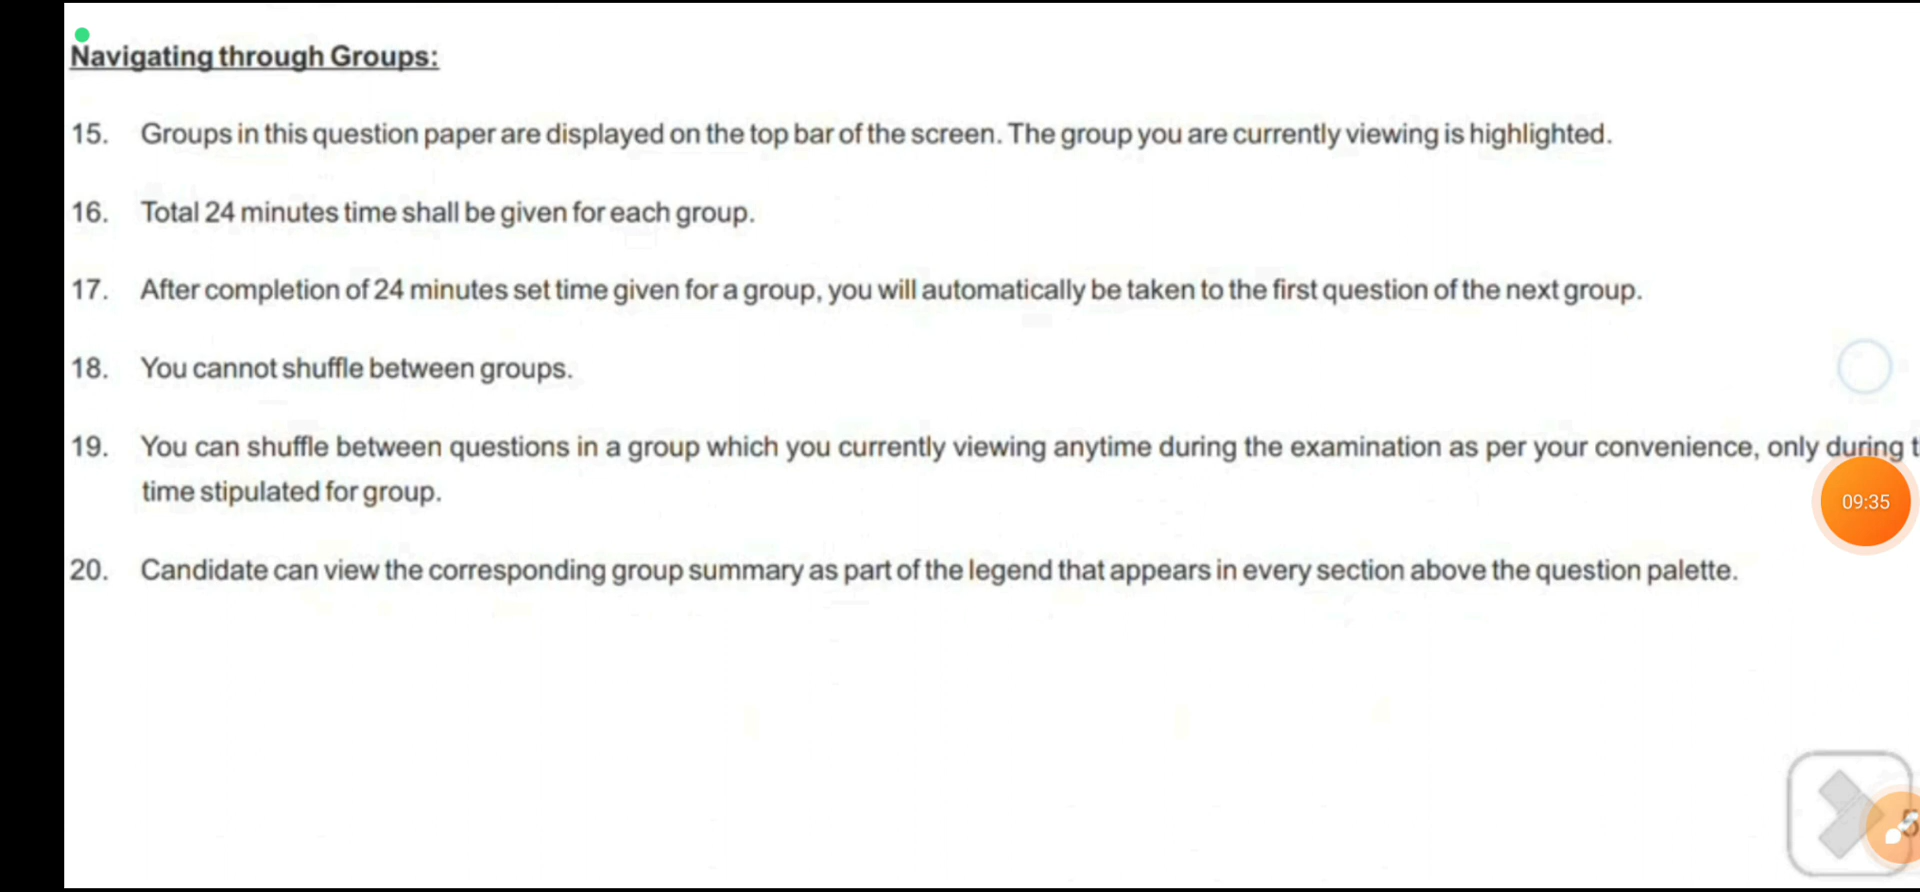 Navigating through Groups:
15. Groups in this question paper are displayed on the top bar of the screen. The group you are currently viewing is highlighted.
16. Total 24 minutes time shall be given for each group.
17. After completion of 24 minutes set time given for a group, you will automatically be taken to the first question of the next group.
18. You cannot shuffle between groups.
19. You can shuffle between questions in a group which you currently viewing anytime during the examination as per your convenience, only during t
time stipulated for group.
09:35
20. Candidate can view the corresponding group summary as part of the legend that appears in every section above the question palette.
5